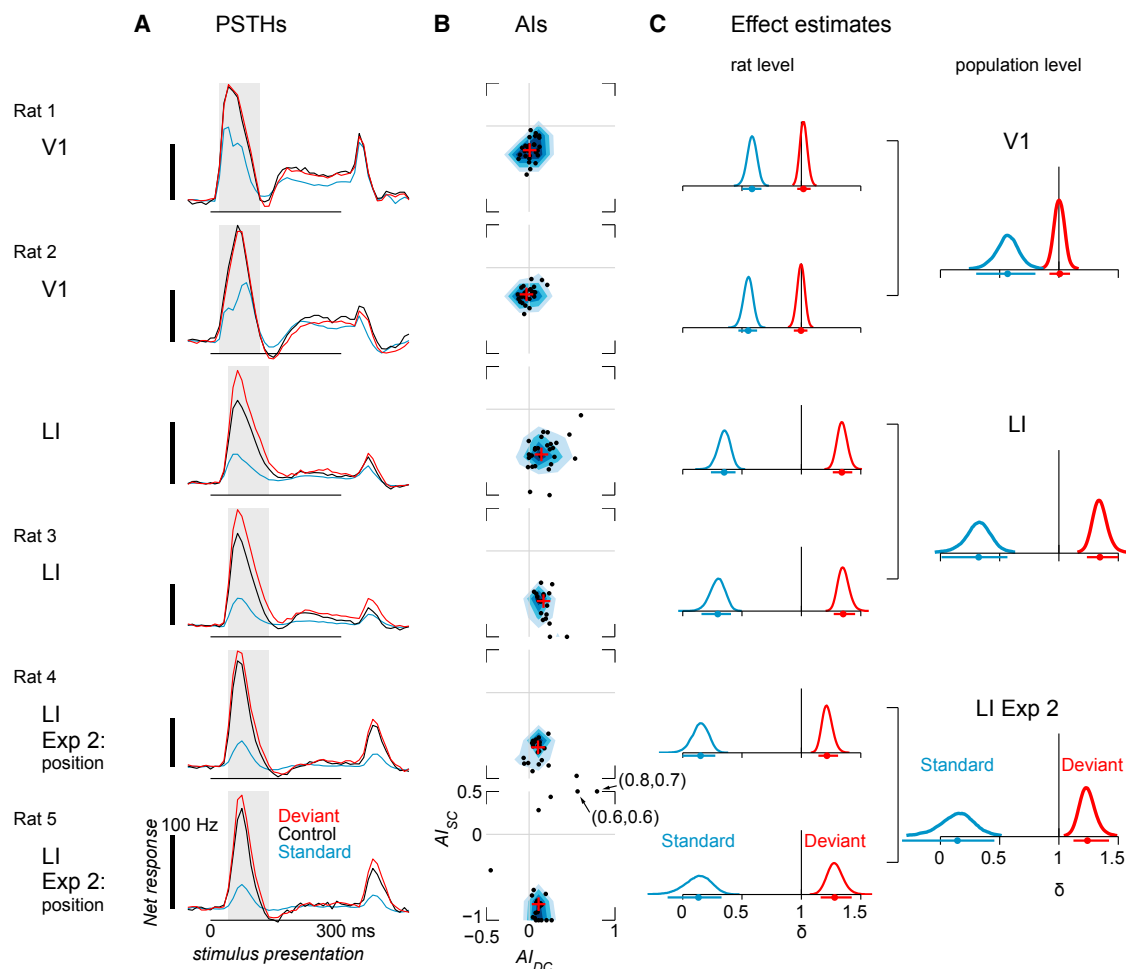 A PSTHs
B AIs
C Effect estimates
rat level
population level
Rat 1
V1
V1
Rat 2
V1
LI
LI
Rat 3
LI
Rat 4
LI
Exp 2:
position
LI Exp 2
Standard
Deviant
(0.8,0.7)
(0.6,0.6)
Rat 5
LI
Exp 2:
position
Net response
100 Hz
Deviant
Control
Standard
0.5
0
−1
AI_SC
Standard
Deviant
0 0.5 1 1.5
δ
0 0.5 1 1.5
δ
0 300 ms
stimulus presentation
−0.5 0 1
AI_DC